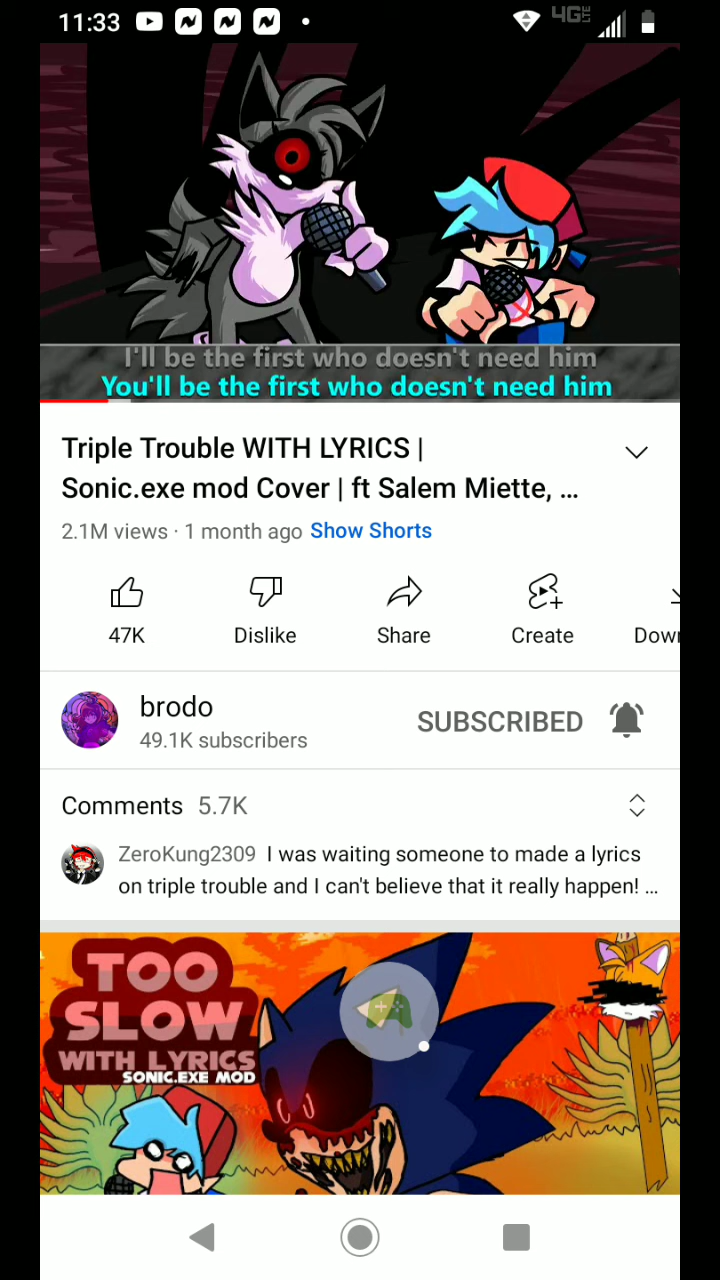 11:33
4G LTE
I'll be the first who doesn't need him
You'll be the first who doesn't need him
Triple Trouble WITH LYRICS |
Sonic.exe mod Cover | ft Salem Miette, ...
2.1M views · 1 month ago Show Shorts
47K Dislike Share Create Down
brodo
49.1K subscribers
SUBSCRIBED
Comments 5.7K
ZeroKung2309 I was waiting someone to made a lyrics
on triple trouble and I can't believe that it really happen! ...
TOO
SLOW
WITH LYRICS
SONIC.EXE MOD